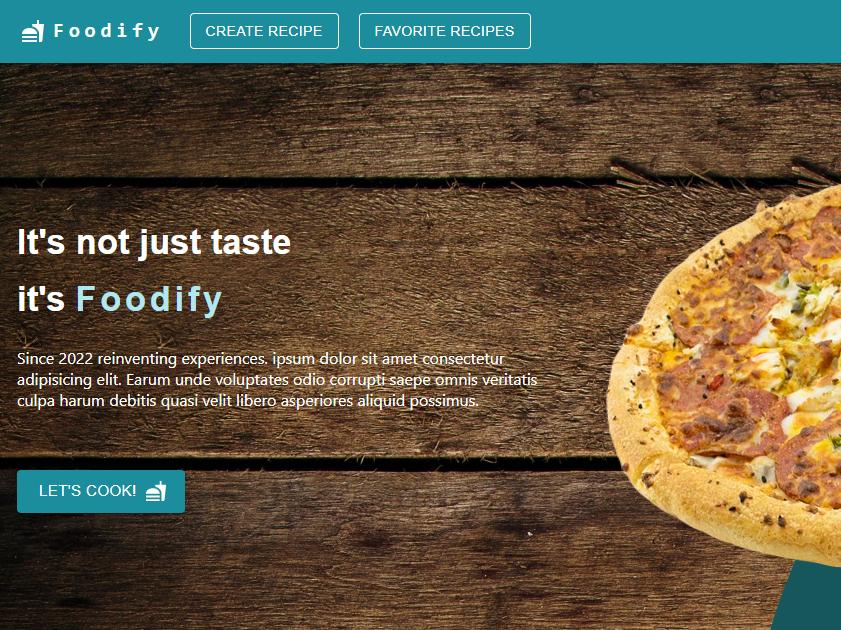 Foodify CREATE RECIPE FAVORITE RECIPES
It's not just taste
it's Foodify
Since 2022 reinventing experiences. ipsum dolor sit amet consectetur
adipisicing elit. Earum unde voluptates odio corrupti saepe omnis veritatis
culpa harum debitis quasi velit libero asperiores aliquid possimus.
LET'S COOK!